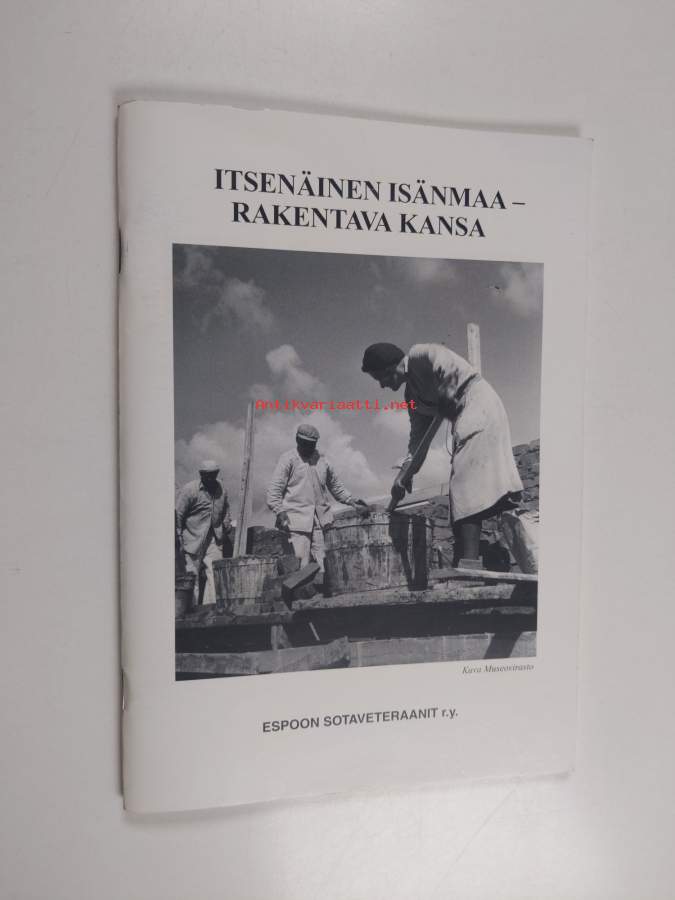 ITSENÄINEN ISÄNMAA –
RAKENTAVA KANSA
Antikvariaatti.net
Kuva Museovirasto
ESPOON SOTAVETERAANIT r.y.